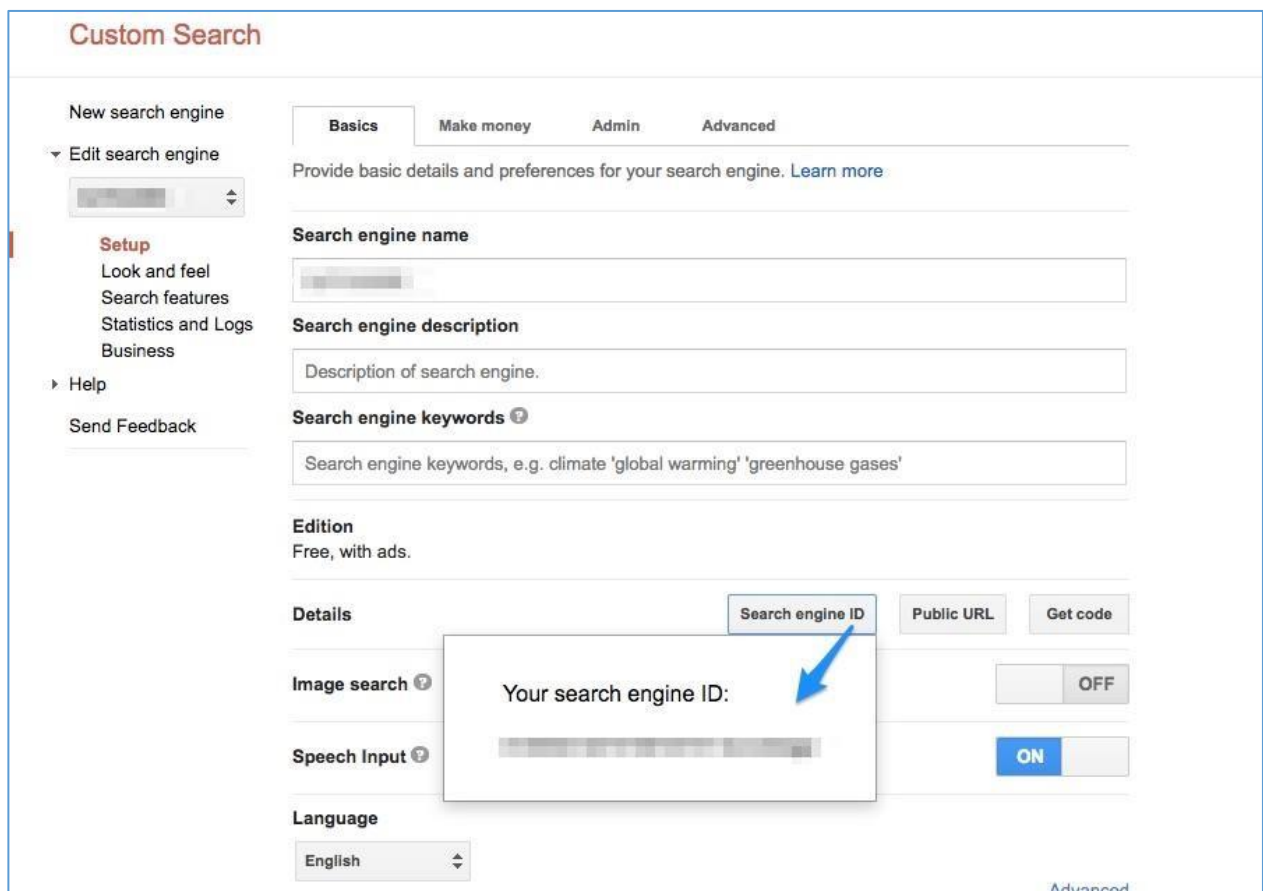 Custom Search
New search engine
Edit search engine
Setup
Look and feel
Search features
Statistics and Logs
Business
Help
Send Feedback
Basics Make money Admin Advanced
Provide basic details and preferences for your search engine. Learn more
Search engine name
Search engine description
Description of search engine.
Search engine keywords ?
Search engine keywords, e.g. climate 'global warming' 'greenhouse gases'
Edition
Free, with ads.
Details Search engine ID Public URL Get code
Your search engine ID:
Image search ? OFF
Speech Input ? ON
Language
English
Advanced